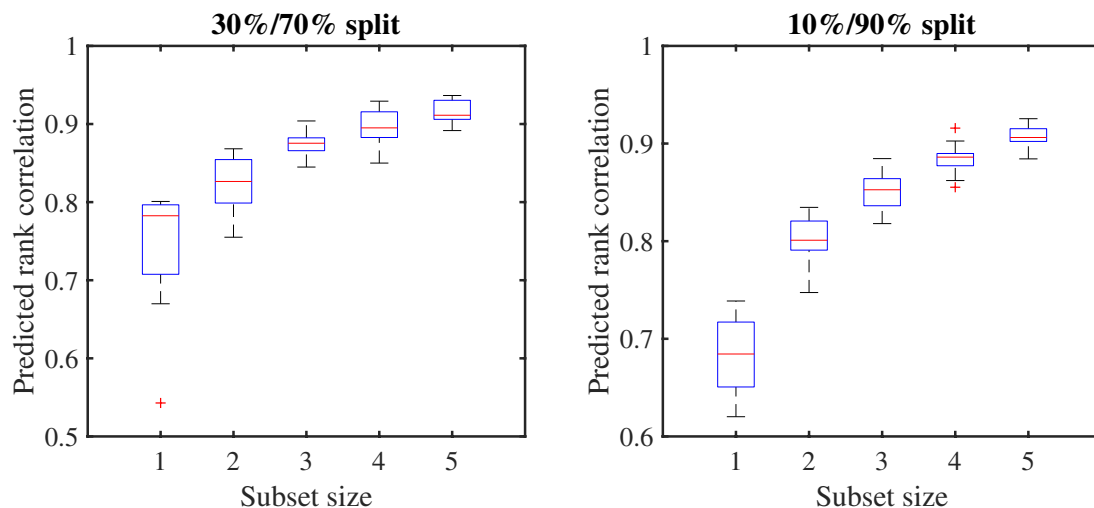 30%/70% split
1
0.9
0.8
0.7
0.6
0.5
Predicted rank correlation
1 2 3 4 5
Subset size
10%/90% split
1
0.9
0.8
0.7
0.6
Predicted rank correlation
1 2 3 4 5
Subset size